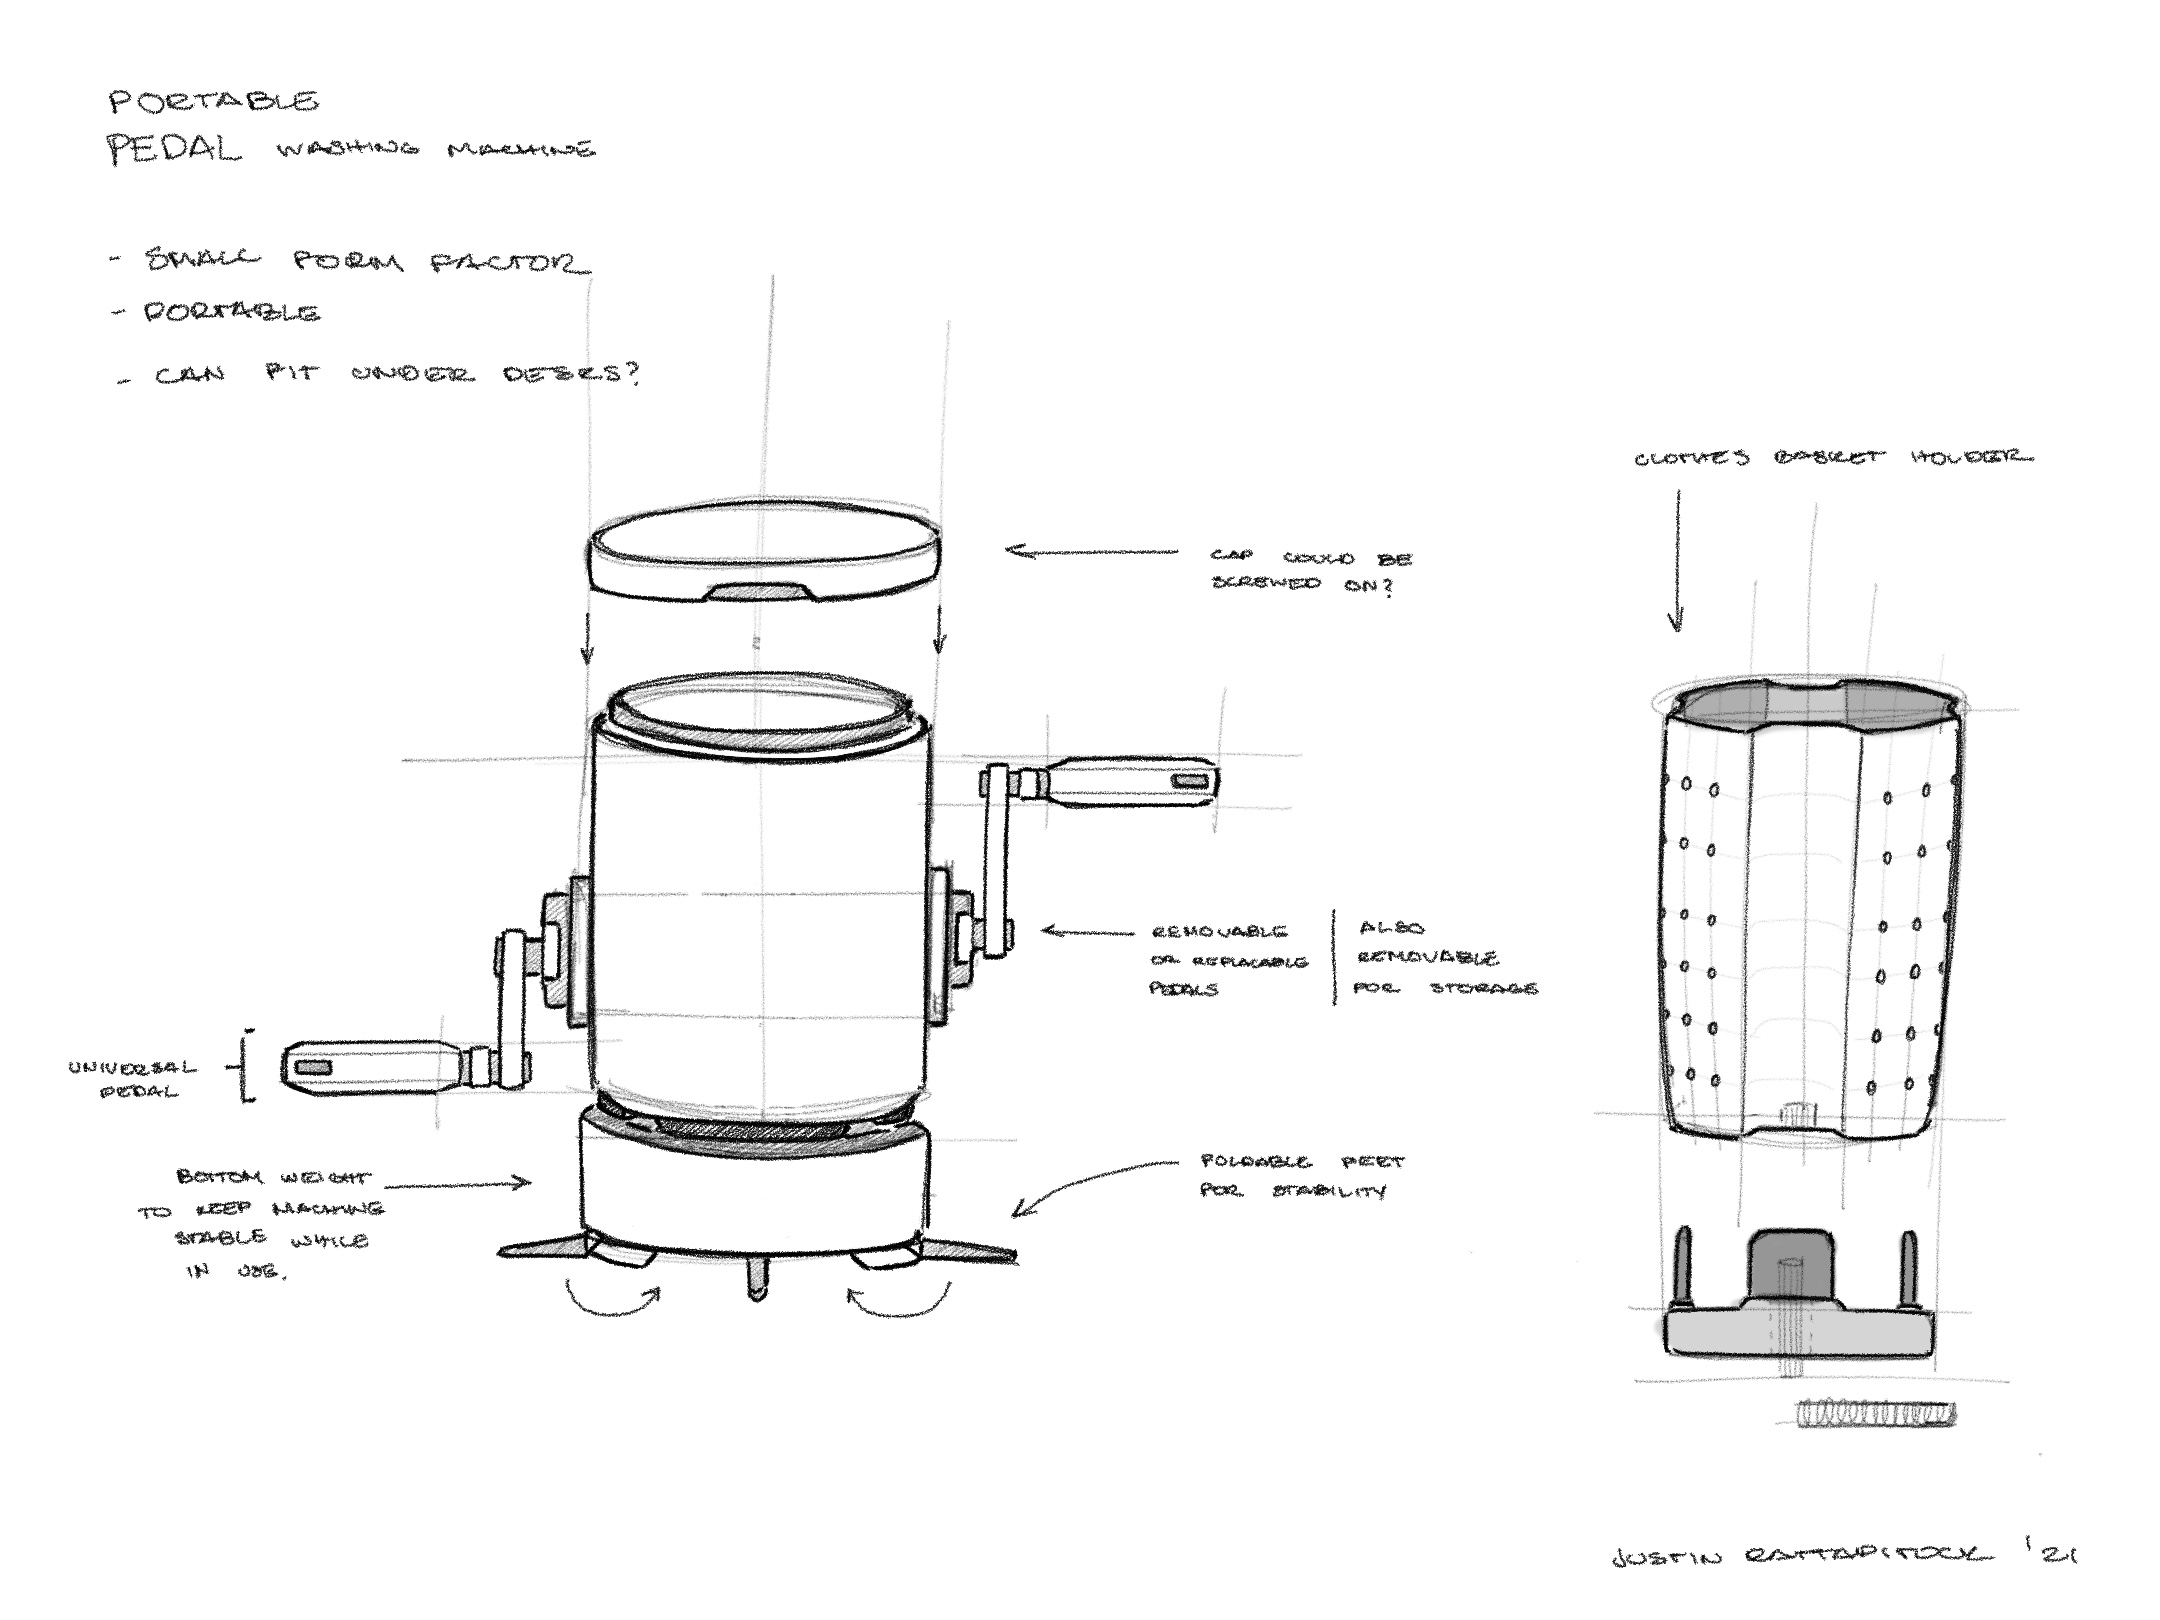 PORTABLE
PEDAL WASHING MACHINE
- SMALL FORM FACTOR
- PORTABLE
- CAN FIT UNDER DESKS?
CLOTHES BASKET HOLDER
CAP COULD BE
SCREWED ON?
REMOVABLE
OR REPLACABLE
PEDALS
ALSO
REMOVABLE
FOR STORAGE
UNIVERSAL
PEDAL
BOTTOM WEIGHT
TO KEEP MACHINE
STABLE WHILE
IN USE.
FOLDABLE FEET
FOR STABILITY
JUSTIN RATTAPITOCK '21